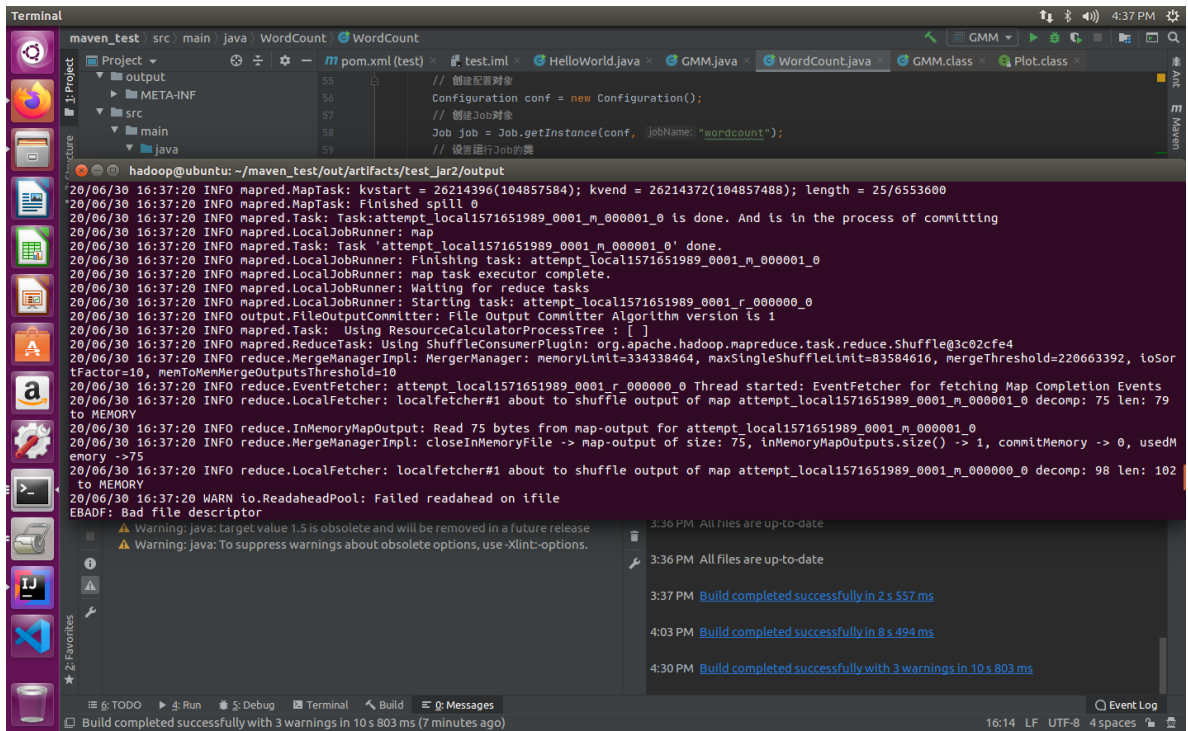 Terminal
4:37 PM
maven_test
src
main
java
WordCount
WordCount
GMM
1: Project
Project
pom.xml (test)
test.iml
HelloWorld.java
GMM.java
WordCount.java
GMM.class
Plot.class
Ant
Maven
output
META-INF
src
main
java
55 // 创建配置对象
56 Configuration conf = new Configuration();
57 // 创建Job对象
58 Job job = Job.getInstance(conf, jobName: "wordcount");
59 // 设置运行Job的类
hadoop@ubuntu: ~/maven_test/out/artifacts/test_jar2/output
20/06/30 16:37:20 INFO mapred.MapTask: kvstart = 26214396(104857584); kvend = 26214372(104857488); length = 25/6553600
20/06/30 16:37:20 INFO mapred.MapTask: Finished spill 0
20/06/30 16:37:20 INFO mapred.Task: Task:attempt_local1571651989_0001_m_000001_0 is done. And is in the process of committing
20/06/30 16:37:20 INFO mapred.LocalJobRunner: map
20/06/30 16:37:20 INFO mapred.Task: Task 'attempt_local1571651989_0001_m_000001_0' done.
20/06/30 16:37:20 INFO mapred.LocalJobRunner: Finishing task: attempt_local1571651989_0001_m_000001_0
20/06/30 16:37:20 INFO mapred.LocalJobRunner: map task executor complete.
20/06/30 16:37:20 INFO mapred.LocalJobRunner: Waiting for reduce tasks
20/06/30 16:37:20 INFO mapred.LocalJobRunner: Starting task: attempt_local1571651989_0001_r_000000_0
20/06/30 16:37:20 INFO output.FileOutputCommitter: File Output Committer Algorithm version is 1
20/06/30 16:37:20 INFO mapred.Task:  Using ResourceCalculatorProcessTree : [ ]
20/06/30 16:37:20 INFO mapred.ReduceTask: Using ShuffleConsumerPlugin: org.apache.hadoop.mapreduce.task.reduce.Shuffle@3c02cfe4
20/06/30 16:37:20 INFO reduce.MergeManagerImpl: MergerManager: memoryLimit=334338464, maxSingleShuffleLimit=83584616, mergeThreshold=220663392, ioSor
tFactor=10, memToMemMergeOutputsThreshold=10
20/06/30 16:37:20 INFO reduce.EventFetcher: attempt_local1571651989_0001_r_000000_0 Thread started: EventFetcher for fetching Map Completion Events
20/06/30 16:37:20 INFO reduce.LocalFetcher: localfetcher#1 about to shuffle output of map attempt_local1571651989_0001_m_000001_0 decomp: 75 len: 79
to MEMORY
20/06/30 16:37:20 INFO reduce.InMemoryMapOutput: Read 75 bytes from map-output for attempt_local1571651989_0001_m_000001_0
20/06/30 16:37:20 INFO reduce.MergeManagerImpl: closeInMemoryFile -> map-output of size: 75, inMemoryMapOutputs.size() -> 1, commitMemory -> 0, usedM
emory ->75
20/06/30 16:37:20 INFO reduce.LocalFetcher: localfetcher#1 about to shuffle output of map attempt_local1571651989_0001_m_000000_0 decomp: 98 len: 102
to MEMORY
20/06/30 16:37:20 WARN io.ReadaheadPool: Failed readahead on ifile
EBADF: Bad file descriptor
Warning: java: target value 1.5 is obsolete and will be removed in a future release
Warning: java: To suppress warnings about obsolete options, use -Xlint:-options.
3:36 PM All files are up-to-date
3:36 PM All files are up-to-date
3:37 PM Build completed successfully in 2 s 557 ms
4:03 PM Build completed successfully in 8 s 494 ms
4:30 PM Build completed successfully with 3 warnings in 10 s 803 ms
2: Favorites
6: TODO
4: Run
5: Debug
Terminal
Build
0: Messages
Event Log
Build completed successfully with 3 warnings in 10 s 803 ms (7 minutes ago)
16:14 LF UTF-8 4 spaces